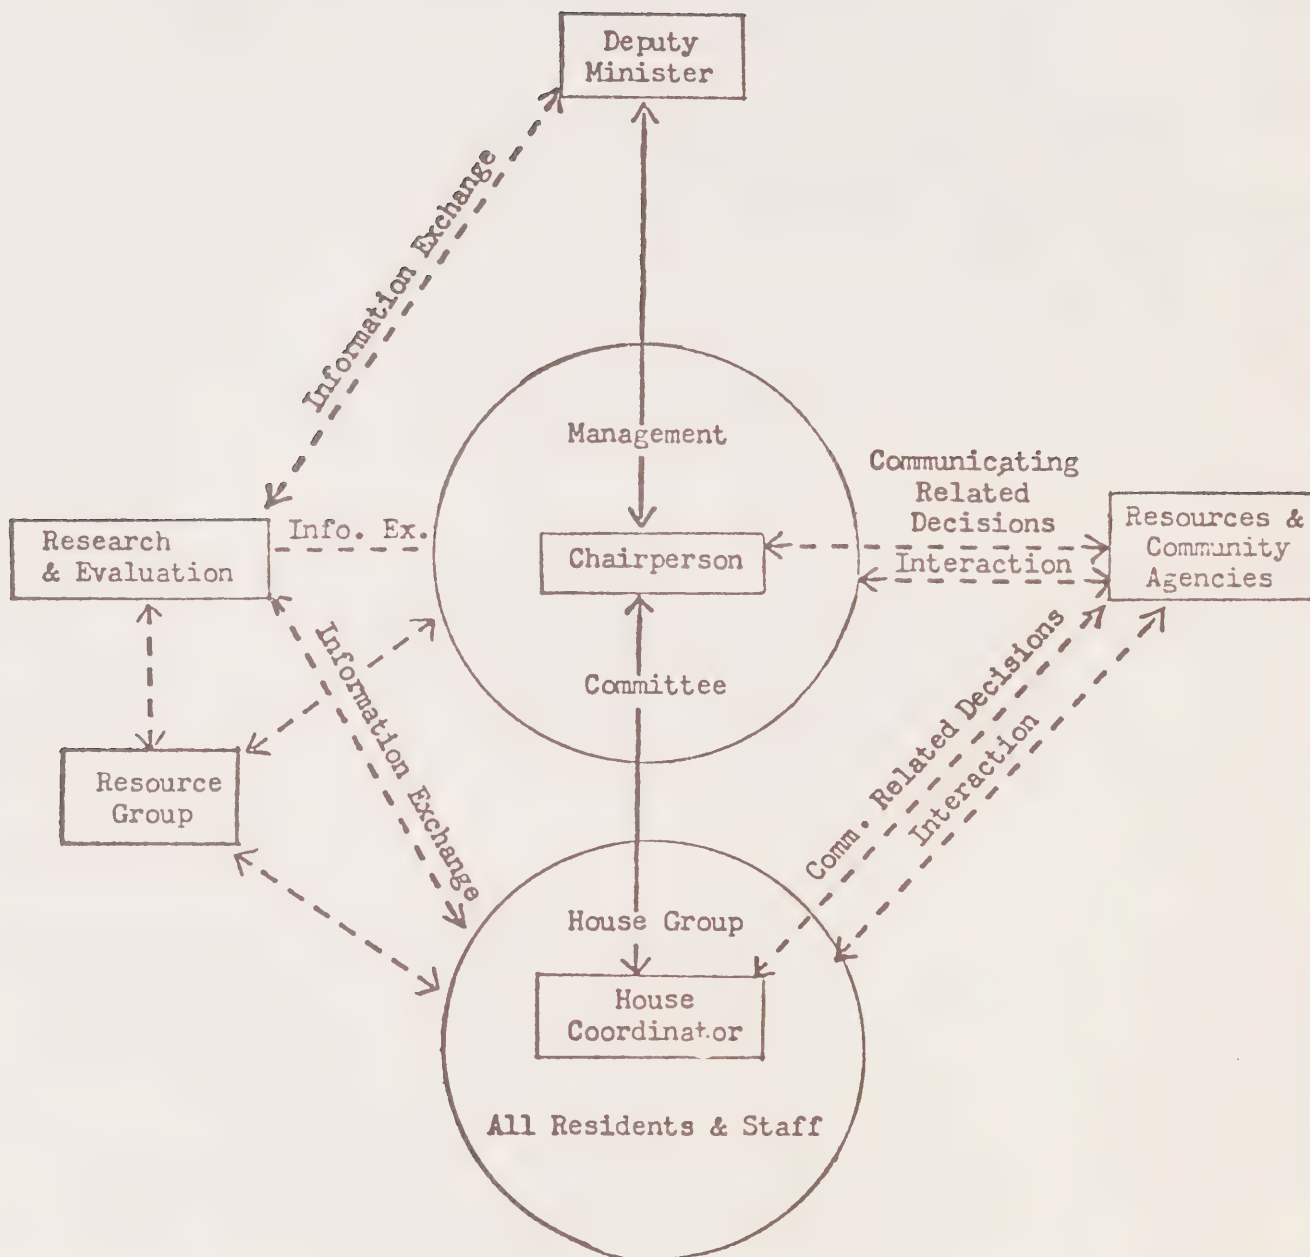 Deputy
Minister
Information Exchange
Management
Communicating
Related
Decisions
Research
& Evaluation
Info. Ex.
Chairperson
Interaction
Resources &
Community
Agencies
Information Exchange
Committee
Comm. Related Decisions
Interaction
Resource
Group
House Group
House
Coordinator
All Residents & Staff